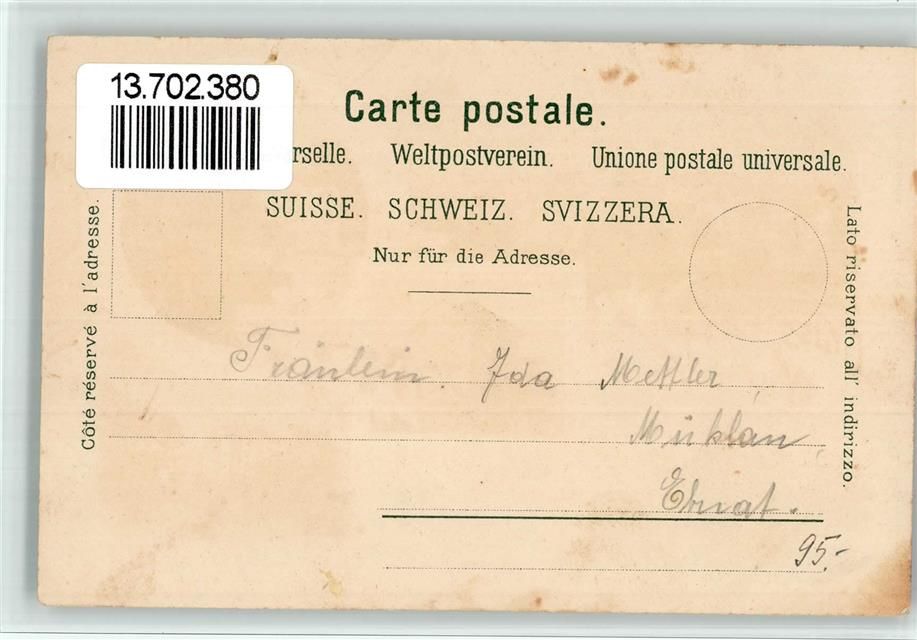 13.702.380
Carte postale.
rselle. Weltpostverein. Unione postale universale.
SUISSE. SCHWEIZ. SVIZZERA.
Nur für die Adresse.
Côté réservé à l'adresse.
Lato riservato all' indirizzo.
Fräulein. Ida Mettler,
Ebnat.
95.-